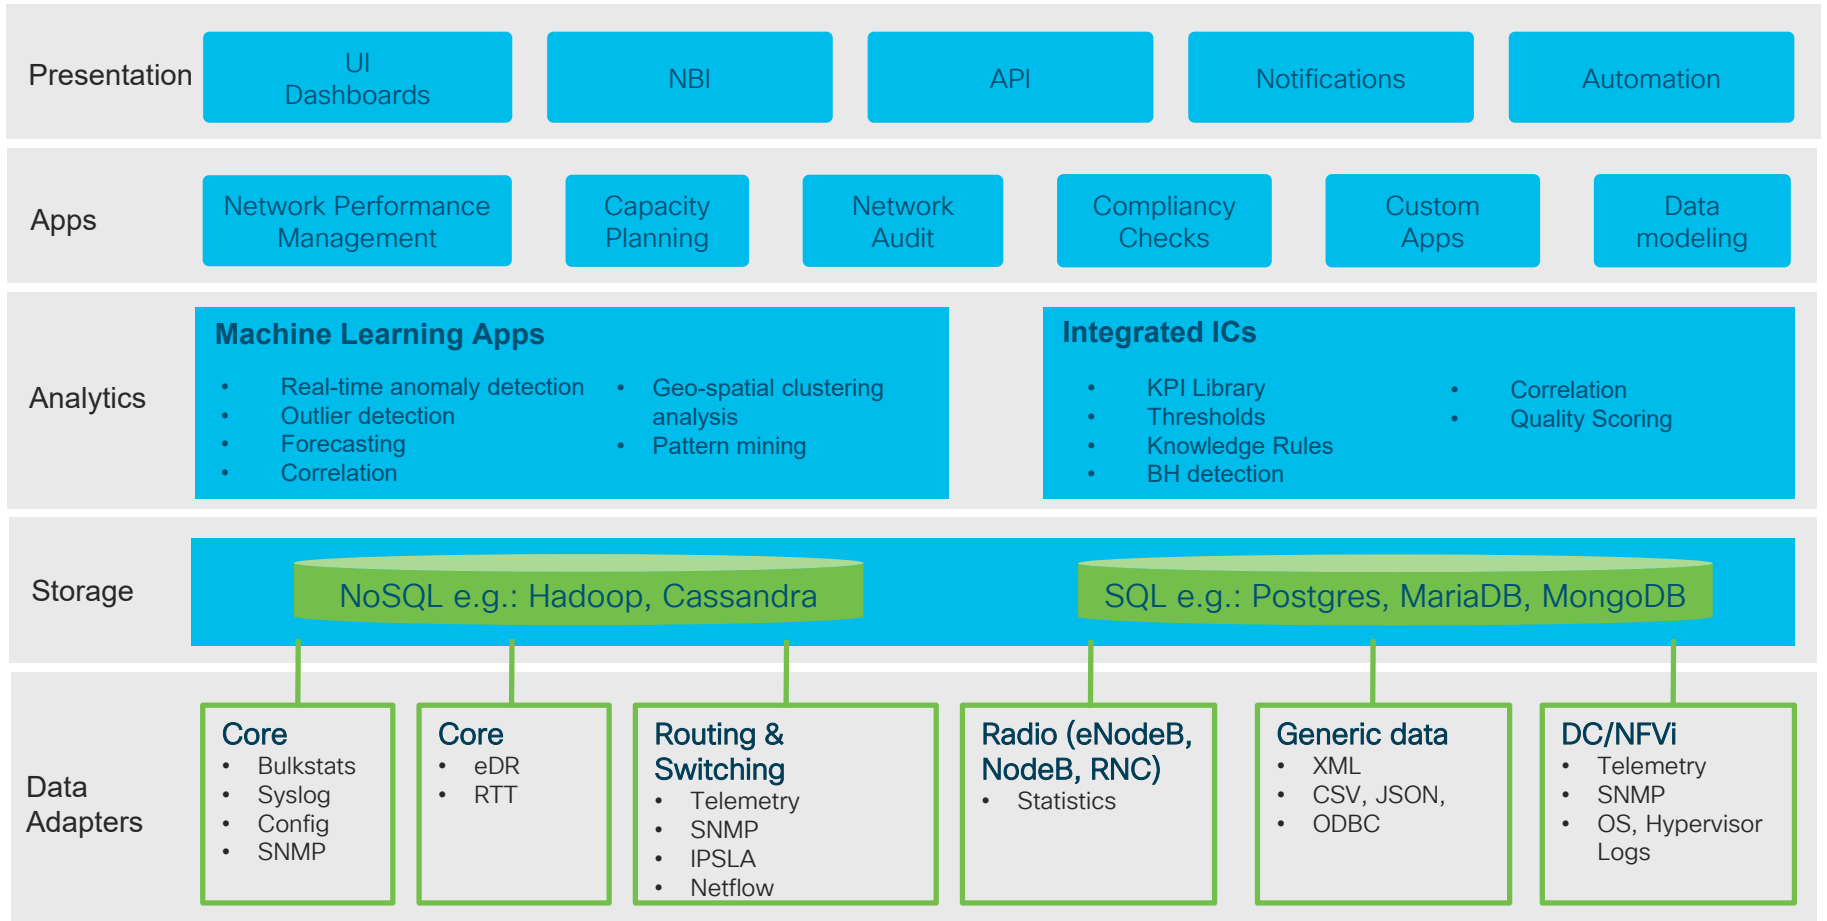 Presentation
UI
Dashboards
NBI
API
Notifications
Automation
Apps
Network Performance
Management
Capacity
Planning
Network
Audit
Compliancy
Checks
Custom
Apps
Data
modeling
Analytics
Machine Learning Apps
• Real-time anomaly detection
• Outlier detection
• Forecasting
• Correlation
• Geo-spatial clustering
analysis
• Pattern mining
Integrated ICs
• KPI Library
• Thresholds
• Knowledge Rules
• BH detection
• Correlation
• Quality Scoring
Storage
NoSQL e.g.: Hadoop, Cassandra
SQL e.g.: Postgres, MariaDB, MongoDB
Data
Adapters
Core
• Bulkstats
• Syslog
• Config
• SNMP
Core
• eDR
• RTT
Routing &
Switching
• Telemetry
• SNMP
• IPSLA
• Netflow
Radio (eNodeB,
NodeB, RNC)
• Statistics
Generic data
• XML
• CSV, JSON,
• ODBC
DC/NFVi
• Telemetry
• SNMP
• OS, Hypervisor
Logs